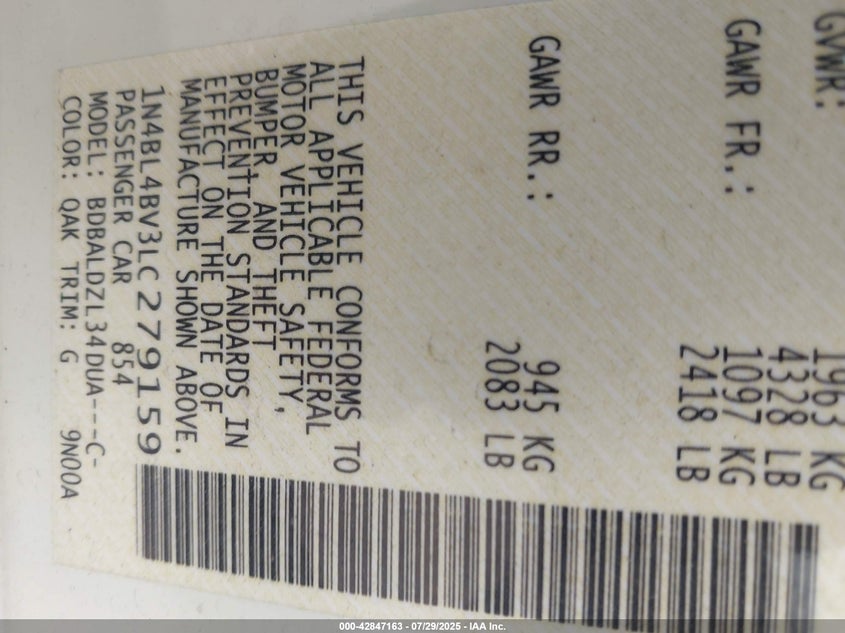 GVWR:
1963 KG
4328 LB
GAWR FR.: 1097 KG
2418 LB
GAWR RR.: 945 KG
2083 LB
THIS VEHICLE CONFORMS TO
ALL APPLICABLE FEDERAL
MOTOR VEHICLE SAFETY,
BUMPER, AND THEFT
PREVENTION STANDARDS IN
EFFECT ON THE DATE OF
MANUFACTURE SHOWN ABOVE.
1N4BL4BV3LC279159
PASSENGER CAR 854
MODEL: BDBALDZL34DUA---C-
COLOR: QAK TRIM: G 9N00A
000-42847163 - 07/29/2025 - IAA Inc.